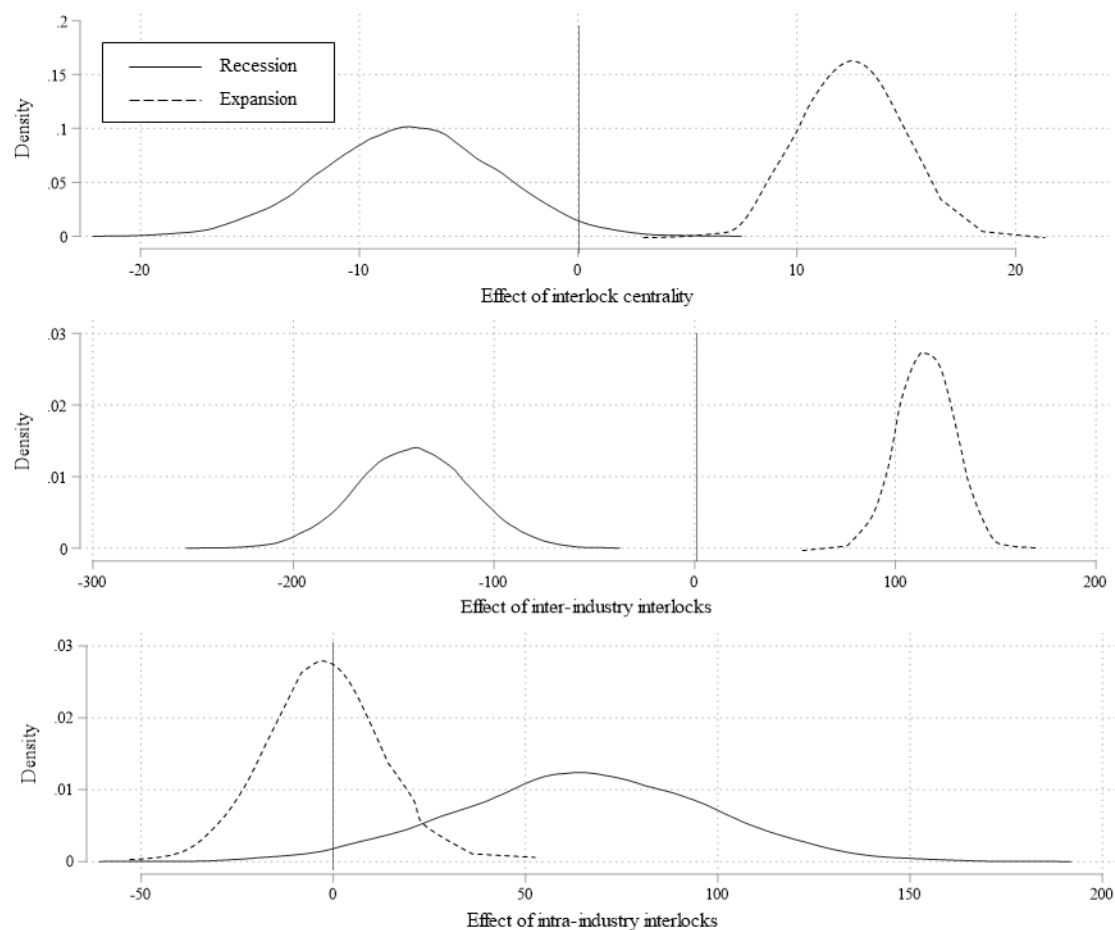 .2
.15
.1
.05
0
Density
Recession
Expansion
-20 -10 0 10 20
Effect of interlock centrality
.03
.02
.01
0
Density
-300 -200 -100 0 100 200
Effect of inter-industry interlocks
.03
.02
.01
0
Density
-50 0 50 100 150 200
Effect of intra-industry interlocks